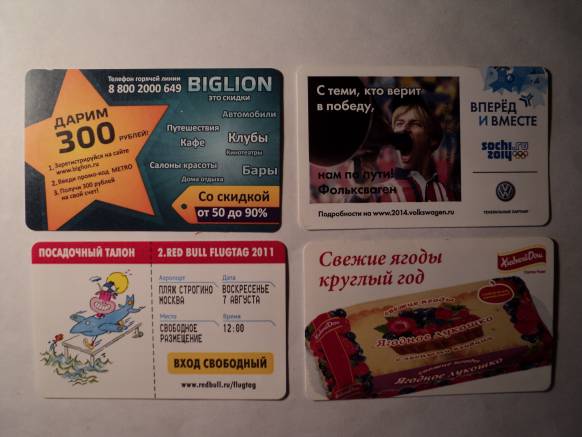 Телефон горячей линии
8 800 2000 649
BIGLION
ЭТО СКИДКИ
ДАРИМ
300 РУБЛЕЙ!
1. Зарегистрируйся на сайте
www.biglion.ru
2. Введи промо-код METRO
3. Получи 300 рублей
на свой счет!
Автомобили
Путешествия
Клубы
Кафе
Кинотеатры
Салоны красоты
Бары
Дома отдыха
Со скидкой
от 50 до 90%
С теми, кто верит
в победу,
нам по пути!
Фольксваген
Подробности на www.2014.volkswagen.ru
ВПЕРЁД
И ВМЕСТЕ
sochi.ru
2014
ГЕНЕРАЛЬНЫЙ ПАРТНЕР
ПОСАДОЧНЫЙ ТАЛОН
2.RED BULL FLUGTAG 2011
Аэропорт
ПЛЯЖ СТРОГИНО
МОСКВА
Дата
ВОСКРЕСЕНЬЕ
7 АВГУСТА
Место
СВОБОДНОЕ
РАЗМЕЩЕНИЕ
Время
12:00
ВХОД СВОБОДНЫЙ
www.redbull.ru/flugtag
Свежие ягоды
круглый год
ХлебныйДом
свежие ягоды
Ягодное лукошко
Ягодное лукошко